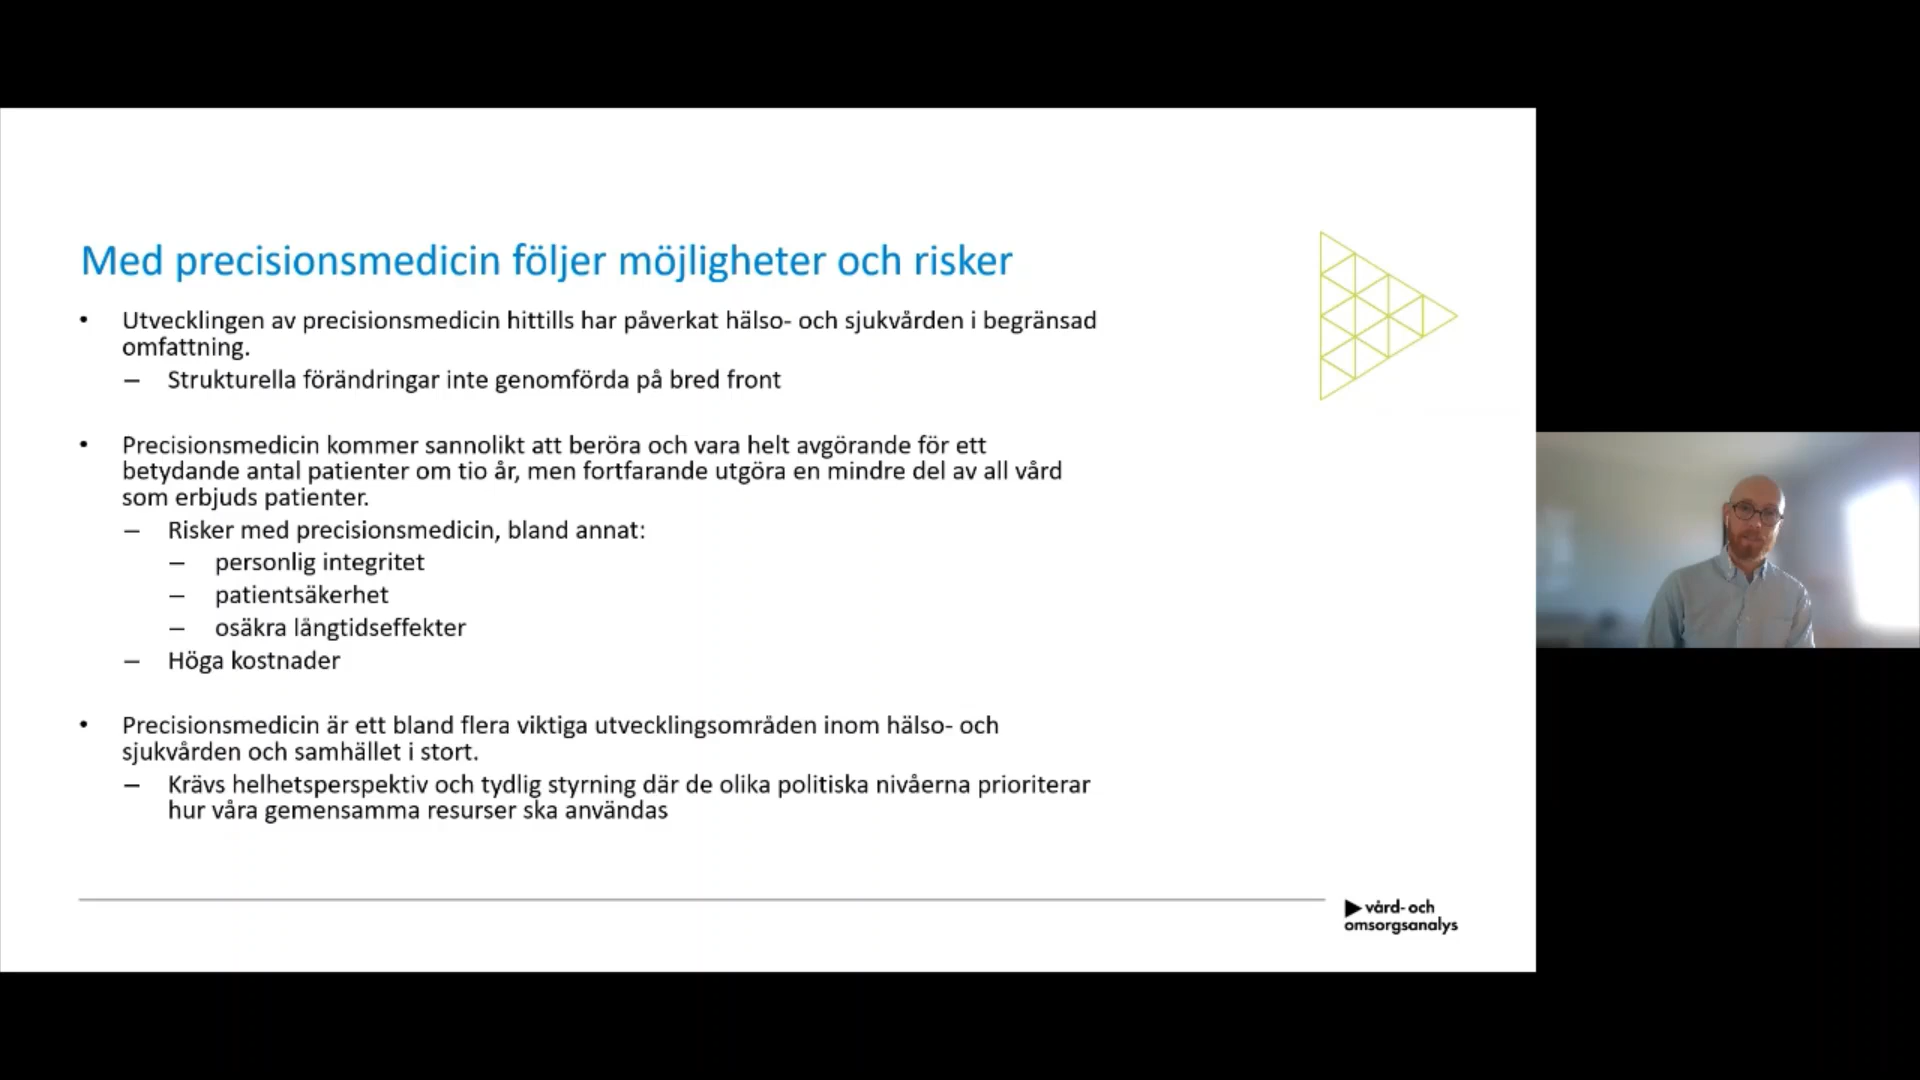 Med precisionsmedicin följer möjligheter och risker
• Utvecklingen av precisionsmedicin hittills har påverkat hälso- och sjukvården i begränsad
omfattning.
– Strukturella förändringar inte genomförda på bred front
• Precisionsmedicin kommer sannolikt att beröra och vara helt avgörande för ett
betydande antal patienter om tio år, men fortfarande utgöra en mindre del av all vård
som erbjuds patienter.
– Risker med precisionsmedicin, bland annat:
– personlig integritet
– patientsäkerhet
– osäkra långtidseffekter
– Höga kostnader
• Precisionsmedicin är ett bland flera viktiga utvecklingsområden inom hälso- och
sjukvården och samhället i stort.
– Krävs helhetsperspektiv och tydlig styrning där de olika politiska nivåerna prioriterar
hur våra gemensamma resurser ska användas
vård- och
omsorgsanalys